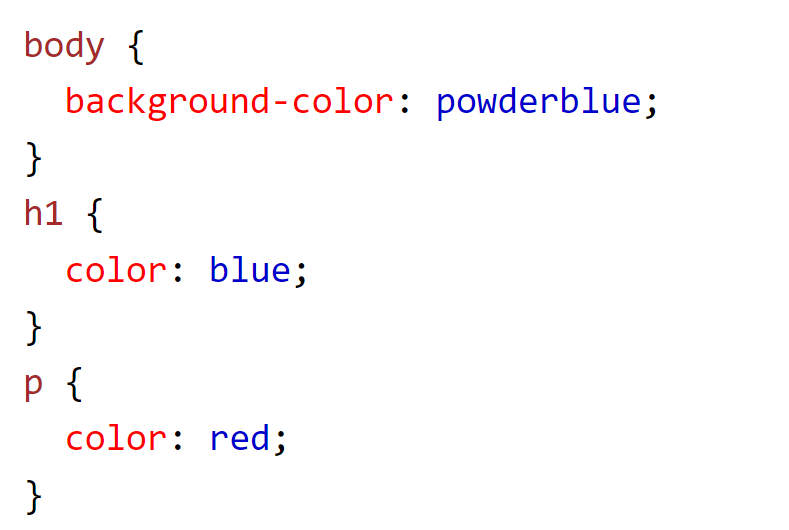 body {
  background-color: powderblue;
}
h1 {
  color: blue;
}
p {
  color: red;
}